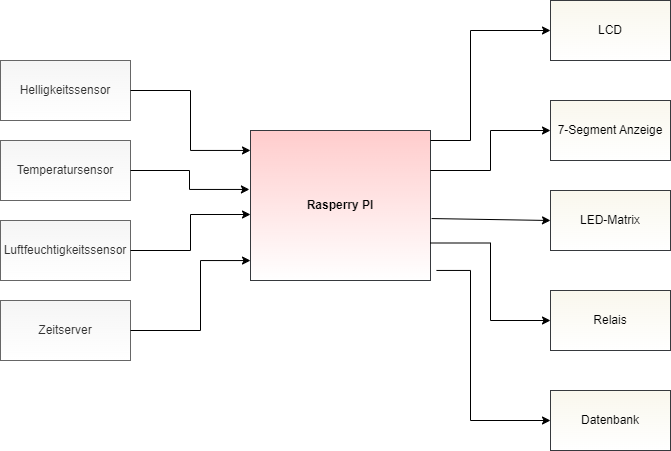 LCD
Helligkeitssensor
7-Segment Anzeige
Temperatursensor
Rasperry PI
LED-Matrix
Luftfeuchtigkeitssensor
Zeitserver
Relais
Datenbank